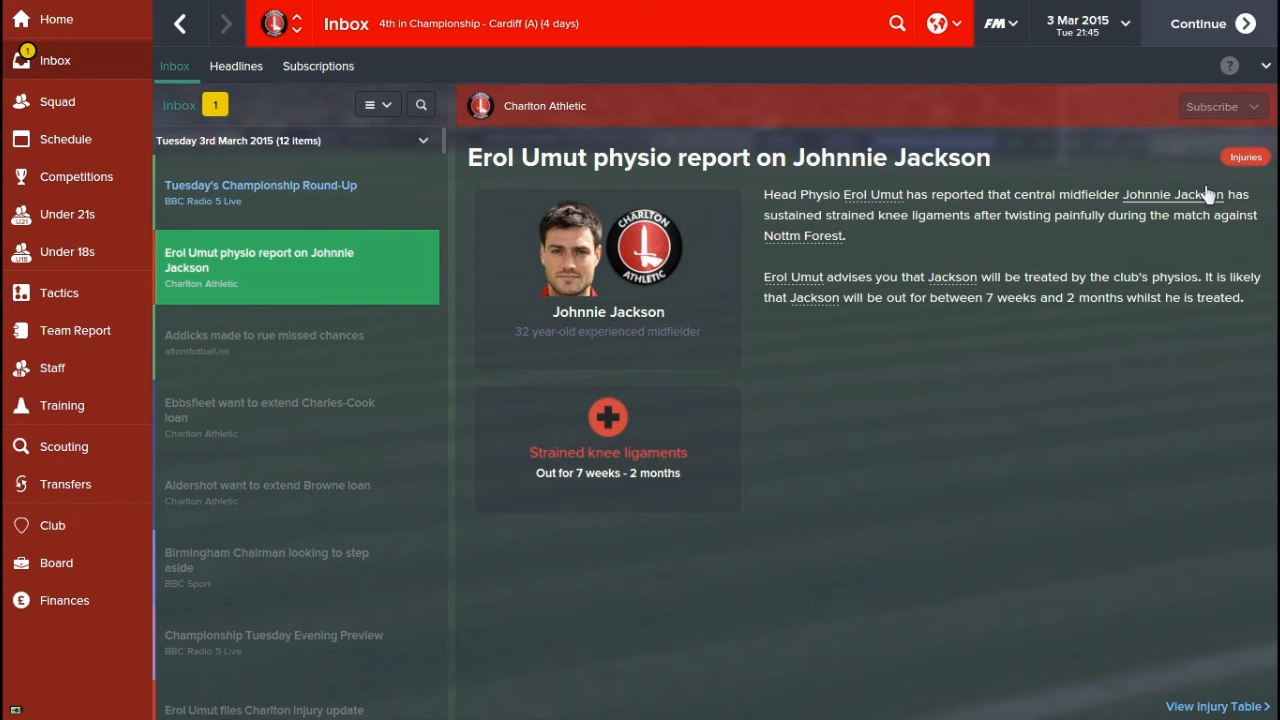 Home
Inbox
4th in Championship - Cardiff (A) (4 days)
FM
3 Mar 2015
Tue 21:45
Continue
1
Inbox
Squad
Schedule
Competitions
U21
Under 21s
U18
Under 18s
Tactics
Team Report
Staff
Training
Scouting
Transfers
Club
Board
£
Finances
Inbox
Headlines
Subscriptions
?
Inbox
1
Tuesday 3rd March 2015 (12 items)
Tuesday's Championship Round-Up
BBC Radio 5 Live
Erol Umut physio report on Johnnie
Jackson
Charlton Athletic
Addicks made to rue missed chances
altomfotball.no
Ebbsfleet want to extend Charles-Cook
loan
Charlton Athletic
Aldershot want to extend Browne loan
Charlton Athletic
Birmingham Chairman looking to step
aside
BBC Sport
Championship Tuesday Evening Preview
BBC Radio 5 Live
Erol Umut files Charlton injury update
Charlton Athletic
Subscribe
Erol Umut physio report on Johnnie Jackson
Injuries
CHARLTON
ATHLETIC
Johnnie Jackson
32 year-old experienced midfielder
Strained knee ligaments
Out for 7 weeks - 2 months
Head Physio Erol Umut has reported that central midfielder Johnnie Jackson has
sustained strained knee ligaments after twisting painfully during the match against
Nottm Forest.
Erol Umut advises you that Jackson will be treated by the club's physios. It is likely
that Jackson will be out for between 7 weeks and 2 months whilst he is treated.
View Injury Table >